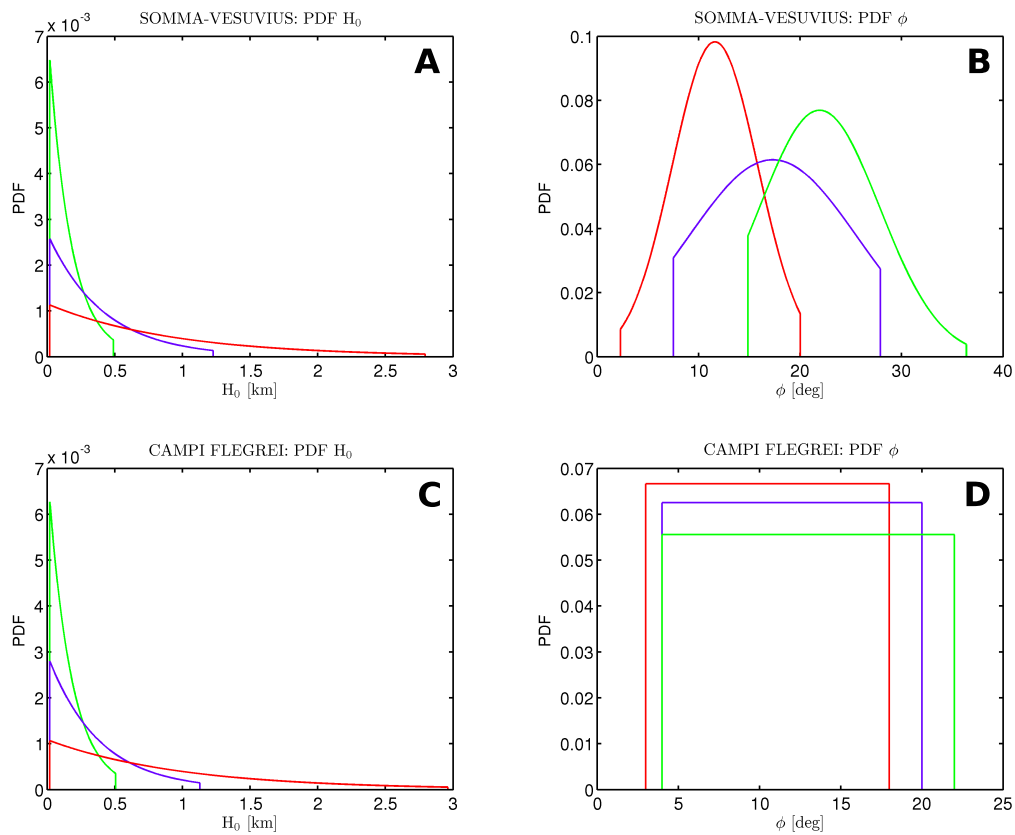 SOMMA-VESUVIUS: PDF H₀
7 x 10⁻³
A
6
5
4
3
2
1
0
PDF
0 0.5 1 1.5 2 2.5 3
H₀ [km]
SOMMA-VESUVIUS: PDF ϕ
0.1
B
0.08
0.06
0.04
0.02
0
PDF
0 10 20 30 40
ϕ [deg]
CAMPI FLEGREI: PDF H₀
7 x 10⁻³
C
6
5
4
3
2
1
0
PDF
0 0.5 1 1.5 2 2.5 3
H₀ [km]
CAMPI FLEGREI: PDF ϕ
0.07
D
0.06
0.05
0.04
0.03
0.02
0.01
0
PDF
0 5 10 15 20 25
ϕ [deg]